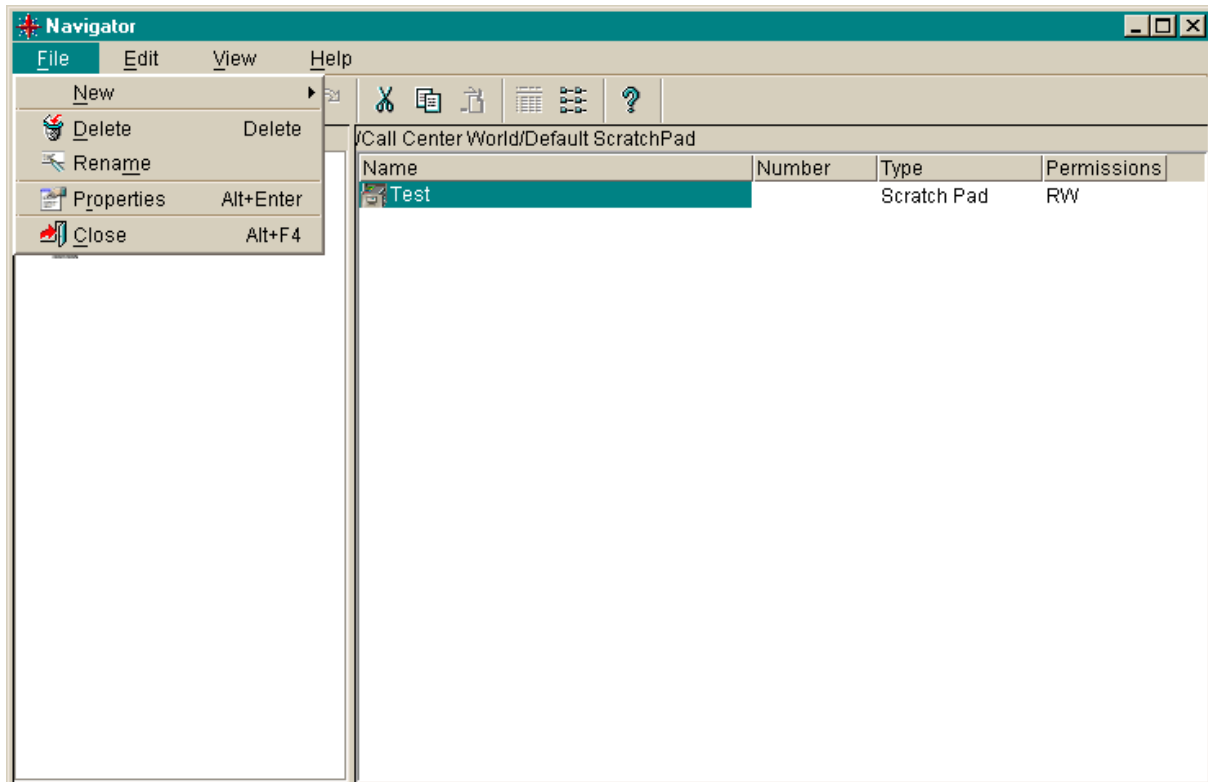 Navigator
File Edit View Help
New
Delete Delete
Rename
Properties Alt+Enter
Close Alt+F4
/Call Center World/Default ScratchPad
Name Number Type Permissions
Test Scratch Pad RW